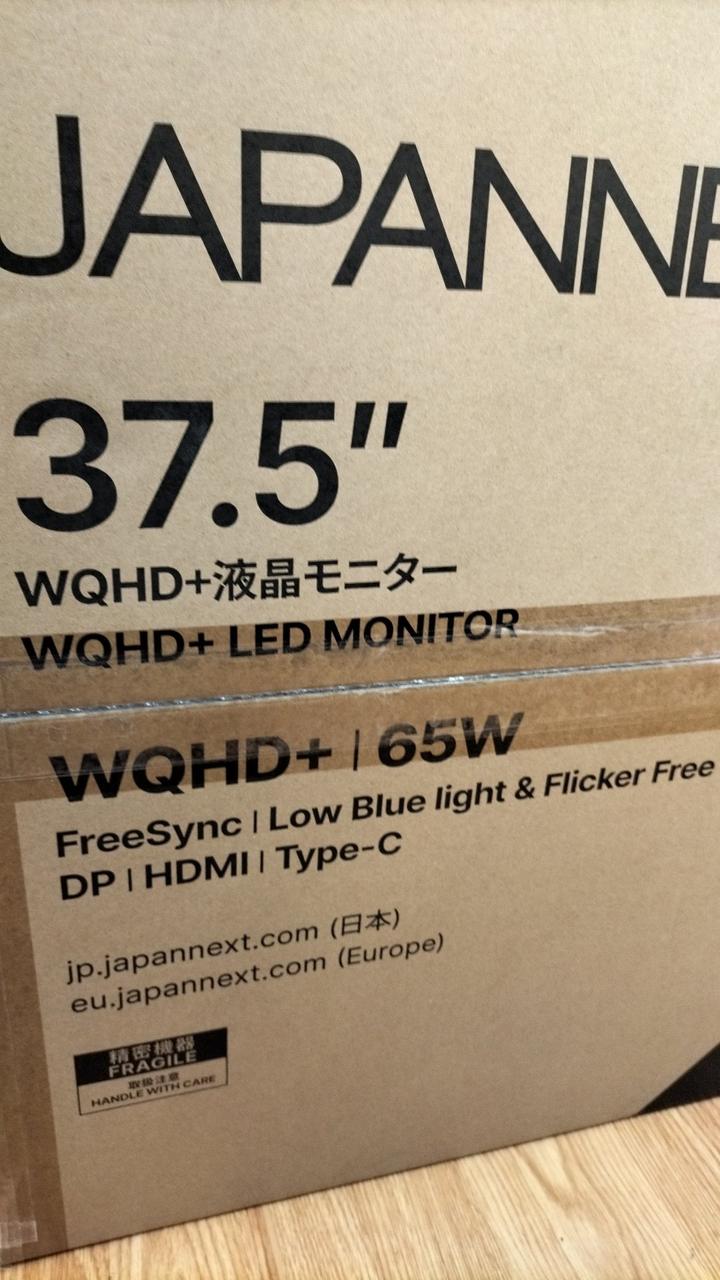 JAPANNE
37.5"
WQHD+液晶モニター
WQHD+ LED MONITOR
WQHD+ | 65W
FreeSync | Low Blue light & Flicker Free
DP | HDMI | Type-C
jp.japannext.com (日本)
eu.japannext.com (Europe)
精密機器
FRAGILE
取扱注意
HANDLE WITH CARE